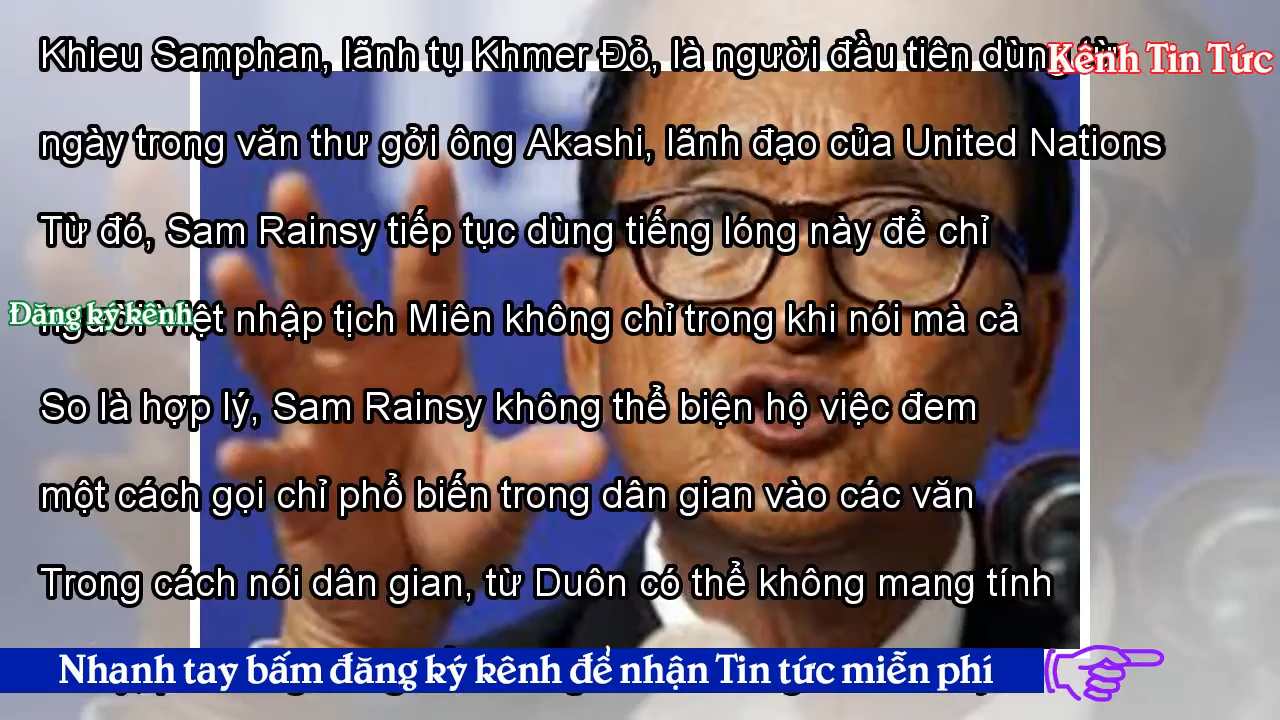 Khieu Samphan, lãnh tụ Khmer Đỏ, là người đầu tiên dùng từ
Kênh Tin Tức
ngày trong văn thư gởi ông Akashi, lãnh đạo của United Nations
Từ đó, Sam Rainsy tiếp tục dùng tiếng lóng này để chỉ
Đăng ký kênh
người Việt nhập tịch Miên không chỉ trong khi nói mà cả
So là hợp lý, Sam Rainsy không thể biện hộ việc đem
một cách gọi chỉ phổ biến trong dân gian vào các văn
Trong cách nói dân gian, từ Duôn có thể không mang tính
Nhanh tay bấm đăng ký kênh để nhận Tin tức miễn phí